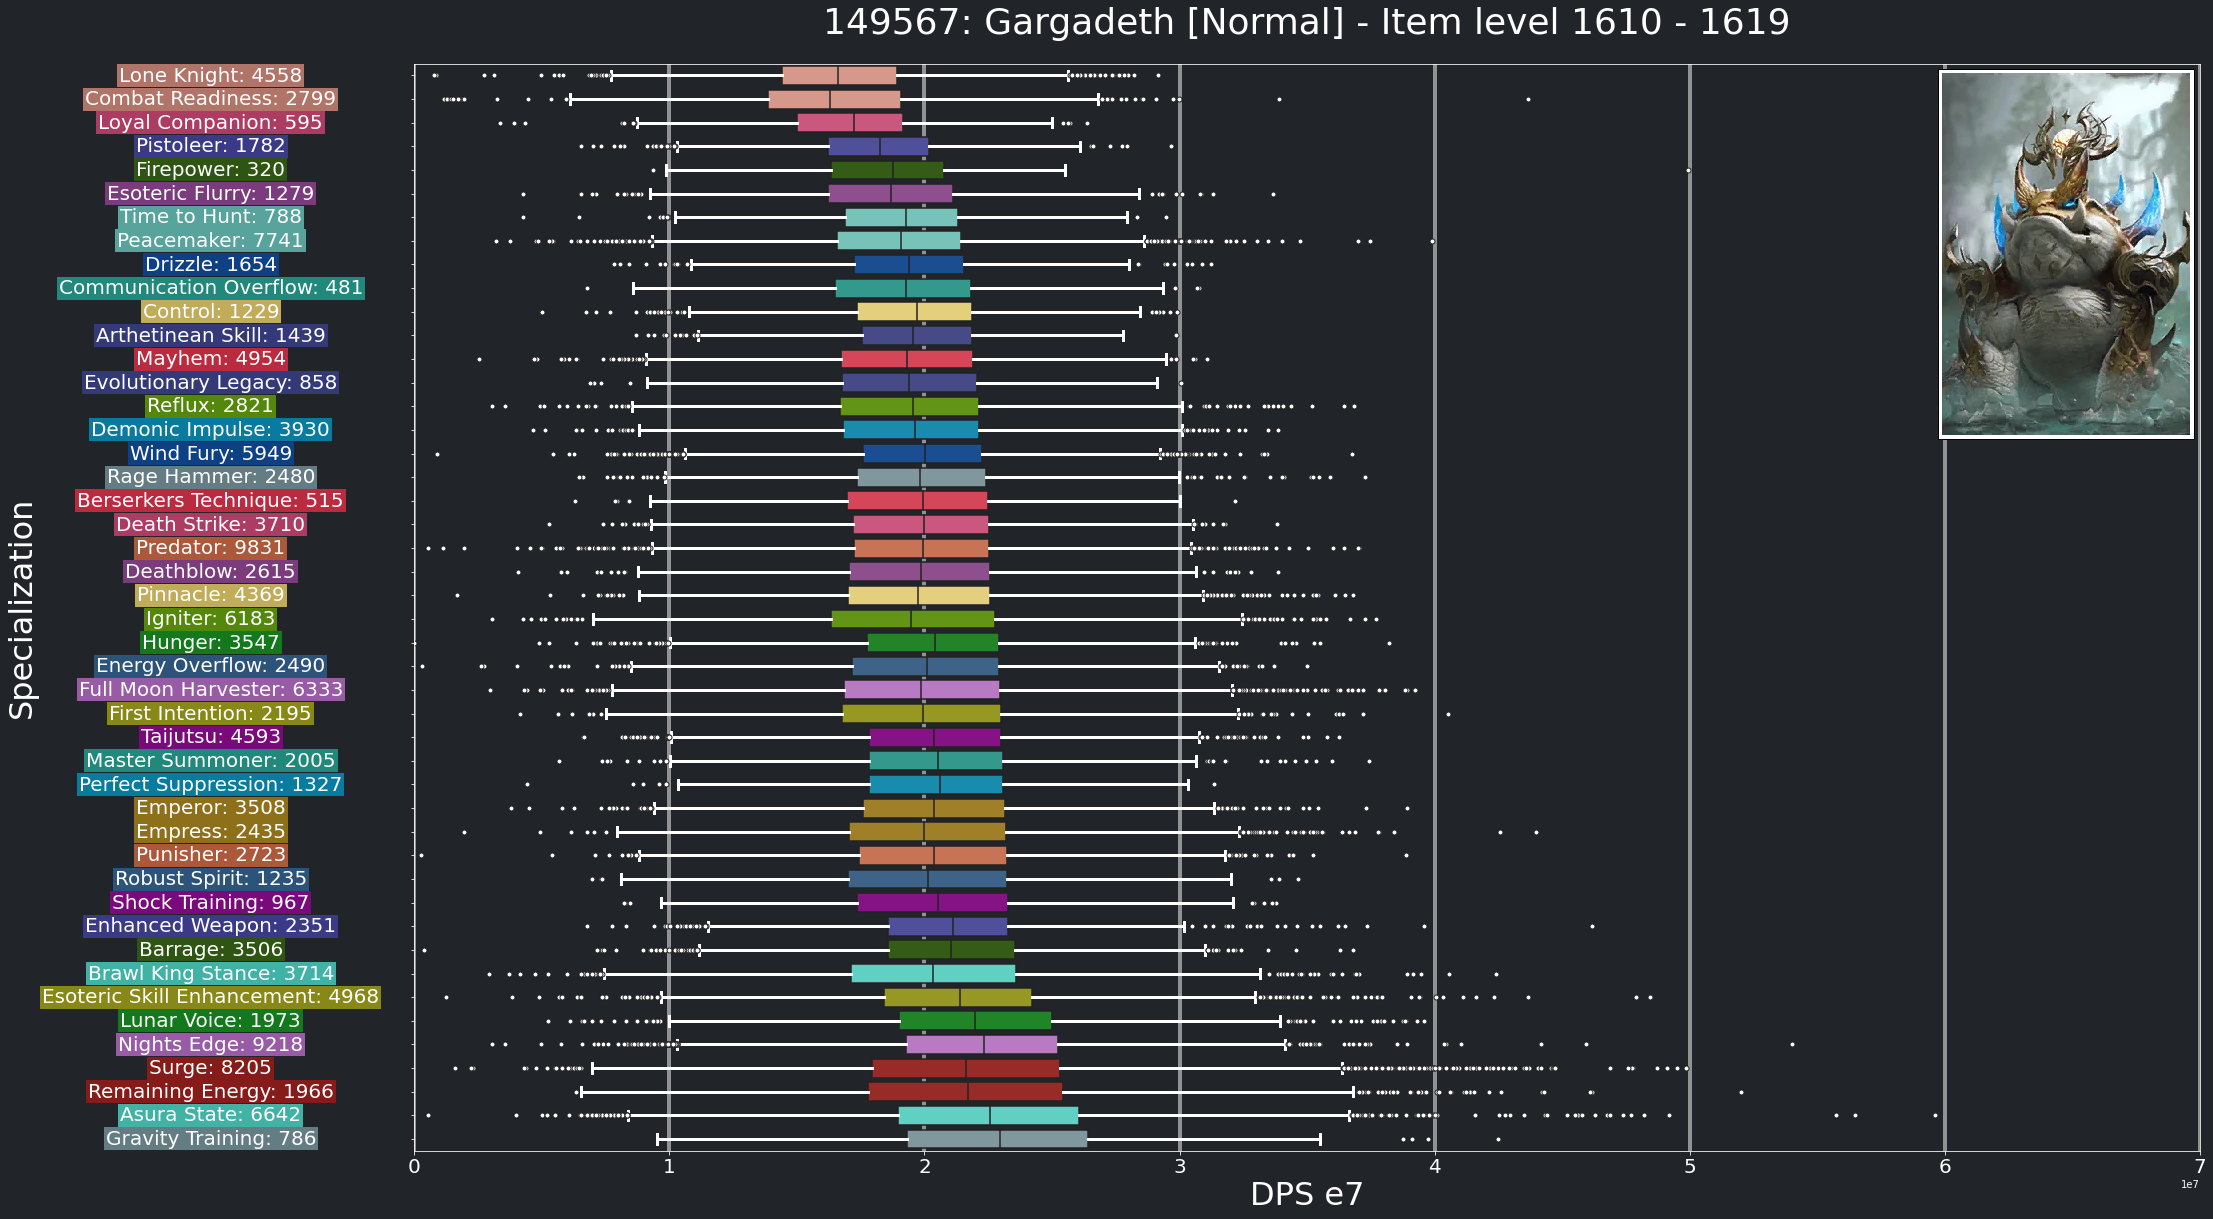 149567: Gargadeth [Normal] - Item level 1610 - 1619
Specialization
Lone Knight: 4558
Combat Readiness: 2799
Loyal Companion: 595
Pistoleer: 1782
Firepower: 320
Esoteric Flurry: 1279
Time to Hunt: 788
Peacemaker: 7741
Drizzle: 1654
Communication Overflow: 481
Control: 1229
Arthetinean Skill: 1439
Mayhem: 4954
Evolutionary Legacy: 858
Reflux: 2821
Demonic Impulse: 3930
Wind Fury: 5949
Rage Hammer: 2480
Berserkers Technique: 515
Death Strike: 3710
Predator: 9831
Deathblow: 2615
Pinnacle: 4369
Igniter: 6183
Hunger: 3547
Energy Overflow: 2490
Full Moon Harvester: 6333
First Intention: 2195
Taijutsu: 4593
Master Summoner: 2005
Perfect Suppression: 1327
Emperor: 3508
Empress: 2435
Punisher: 2723
Robust Spirit: 1235
Shock Training: 967
Enhanced Weapon: 2351
Barrage: 3506
Brawl King Stance: 3714
Esoteric Skill Enhancement: 4968
Lunar Voice: 1973
Nights Edge: 9218
Surge: 8205
Remaining Energy: 1966
Asura State: 6642
Gravity Training: 786
0 1 2 3 4 5 6 7
1e7
DPS e7